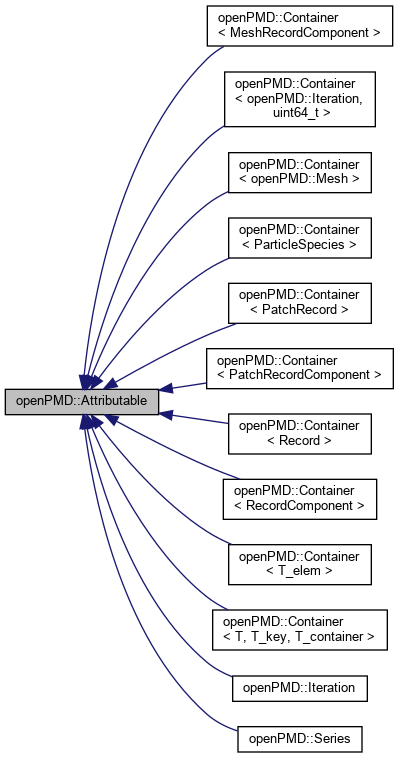 openPMD::Container
< MeshRecordComponent >
openPMD::Container
< openPMD::Iteration,
uint64_t >
openPMD::Container
< openPMD::Mesh >
openPMD::Container
< ParticleSpecies >
openPMD::Container
< PatchRecord >
openPMD::Container
< PatchRecordComponent >
openPMD::Attributable
openPMD::Container
< Record >
openPMD::Container
< RecordComponent >
openPMD::Container
< T_elem >
openPMD::Container
< T, T_key, T_container >
openPMD::Iteration
openPMD::Series